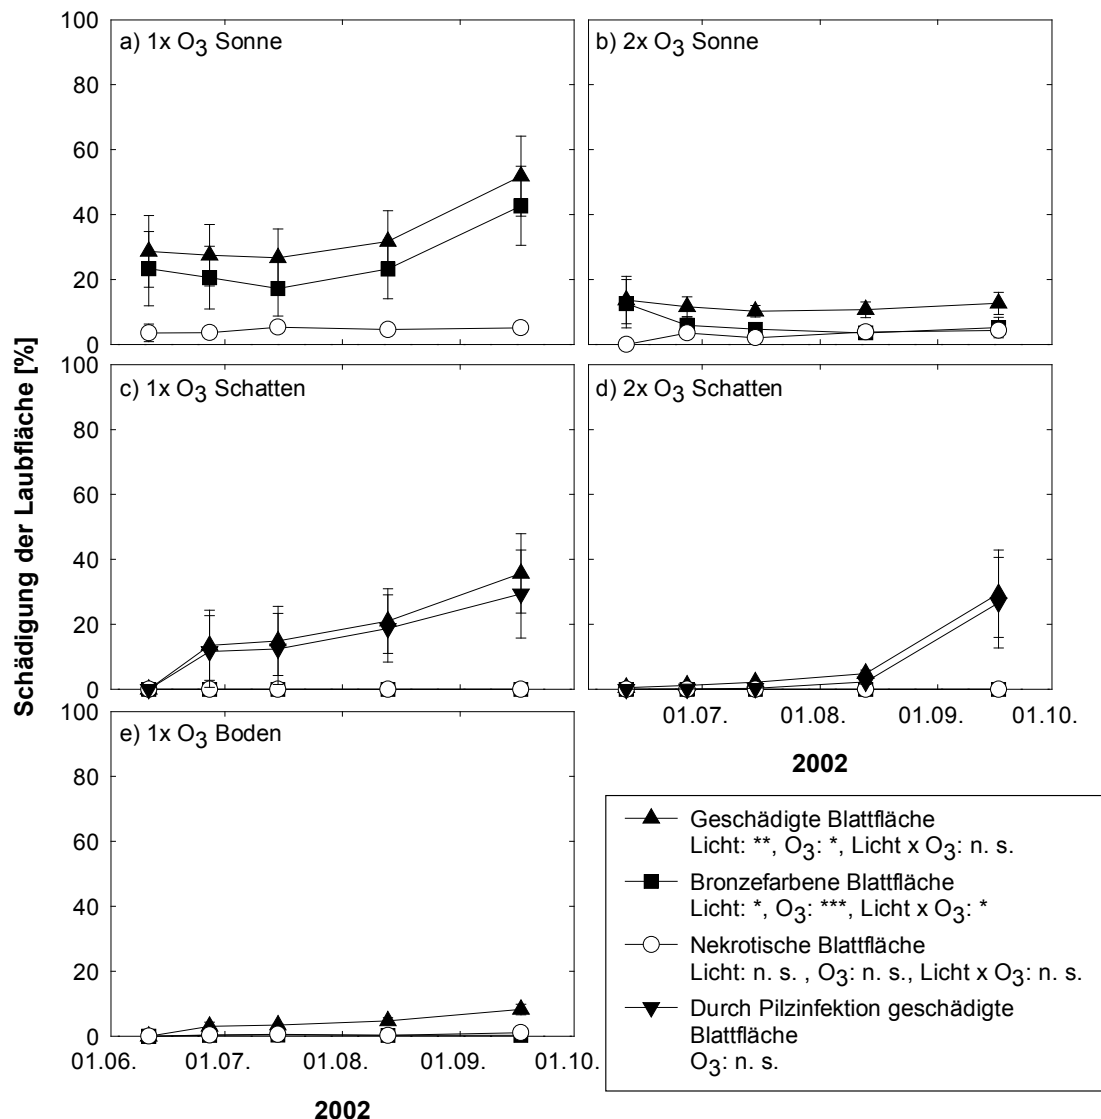 Schädigung der Laubfläche [%]
100
80
60
40
20
0
a) 1x O3 Sonne
b) 2x O3 Sonne
100
80
60
40
20
0
c) 1x O3 Schatten
d) 2x O3 Schatten
01.07. 01.08. 01.09. 01.10.
2002
100
80
60
40
20
0
e) 1x O3 Boden
01.06. 01.07. 01.08. 01.09. 01.10.
2002
Geschädigte Blattfläche
Licht: **, O3: *, Licht x O3: n. s.
Bronzefarbene Blattfläche
Licht: *, O3: ***, Licht x O3: *
Nekrotische Blattfläche
Licht: n. s. , O3: n. s., Licht x O3: n. s.
Durch Pilzinfektion geschädigte
Blattfläche
O3: n. s.